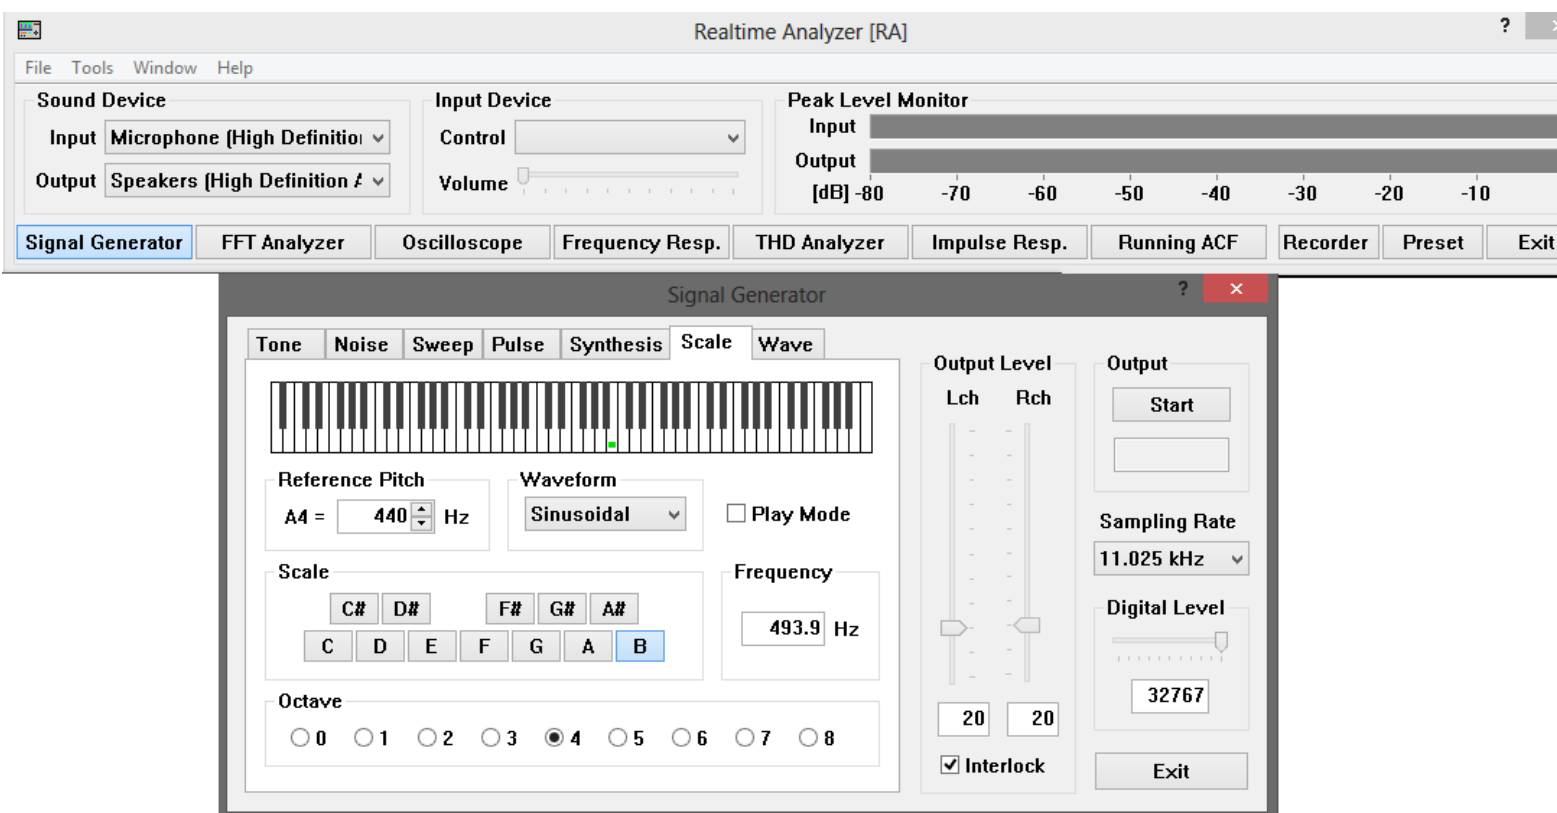 Realtime Analyzer [RA] ?
File Tools Window Help
Sound Device Input Device Peak Level Monitor
Input Microphone (High Definitio Control Input
Output Speakers (High Definition A Volume Output
[dB] -80 -70 -60 -50 -40 -30 -20 -10
Signal Generator FFT Analyzer Oscilloscope Frequency Resp. THD Analyzer Impulse Resp. Running ACF Recorder Preset Exit
Signal Generator ? ×
Tone Noise Sweep Pulse Synthesis Scale Wave
Output Level Output
Lch Rch Start
Reference Pitch Waveform
A4 = 440 Hz Sinusoidal Play Mode
Sampling Rate
11.025 kHz
Scale Frequency
C# D# F# G# A#
Digital Level
C D E F G A B
493.9 Hz
Octave
0 1 2 3 4 5 6 7 8
20 20
32767
Interlock
Exit